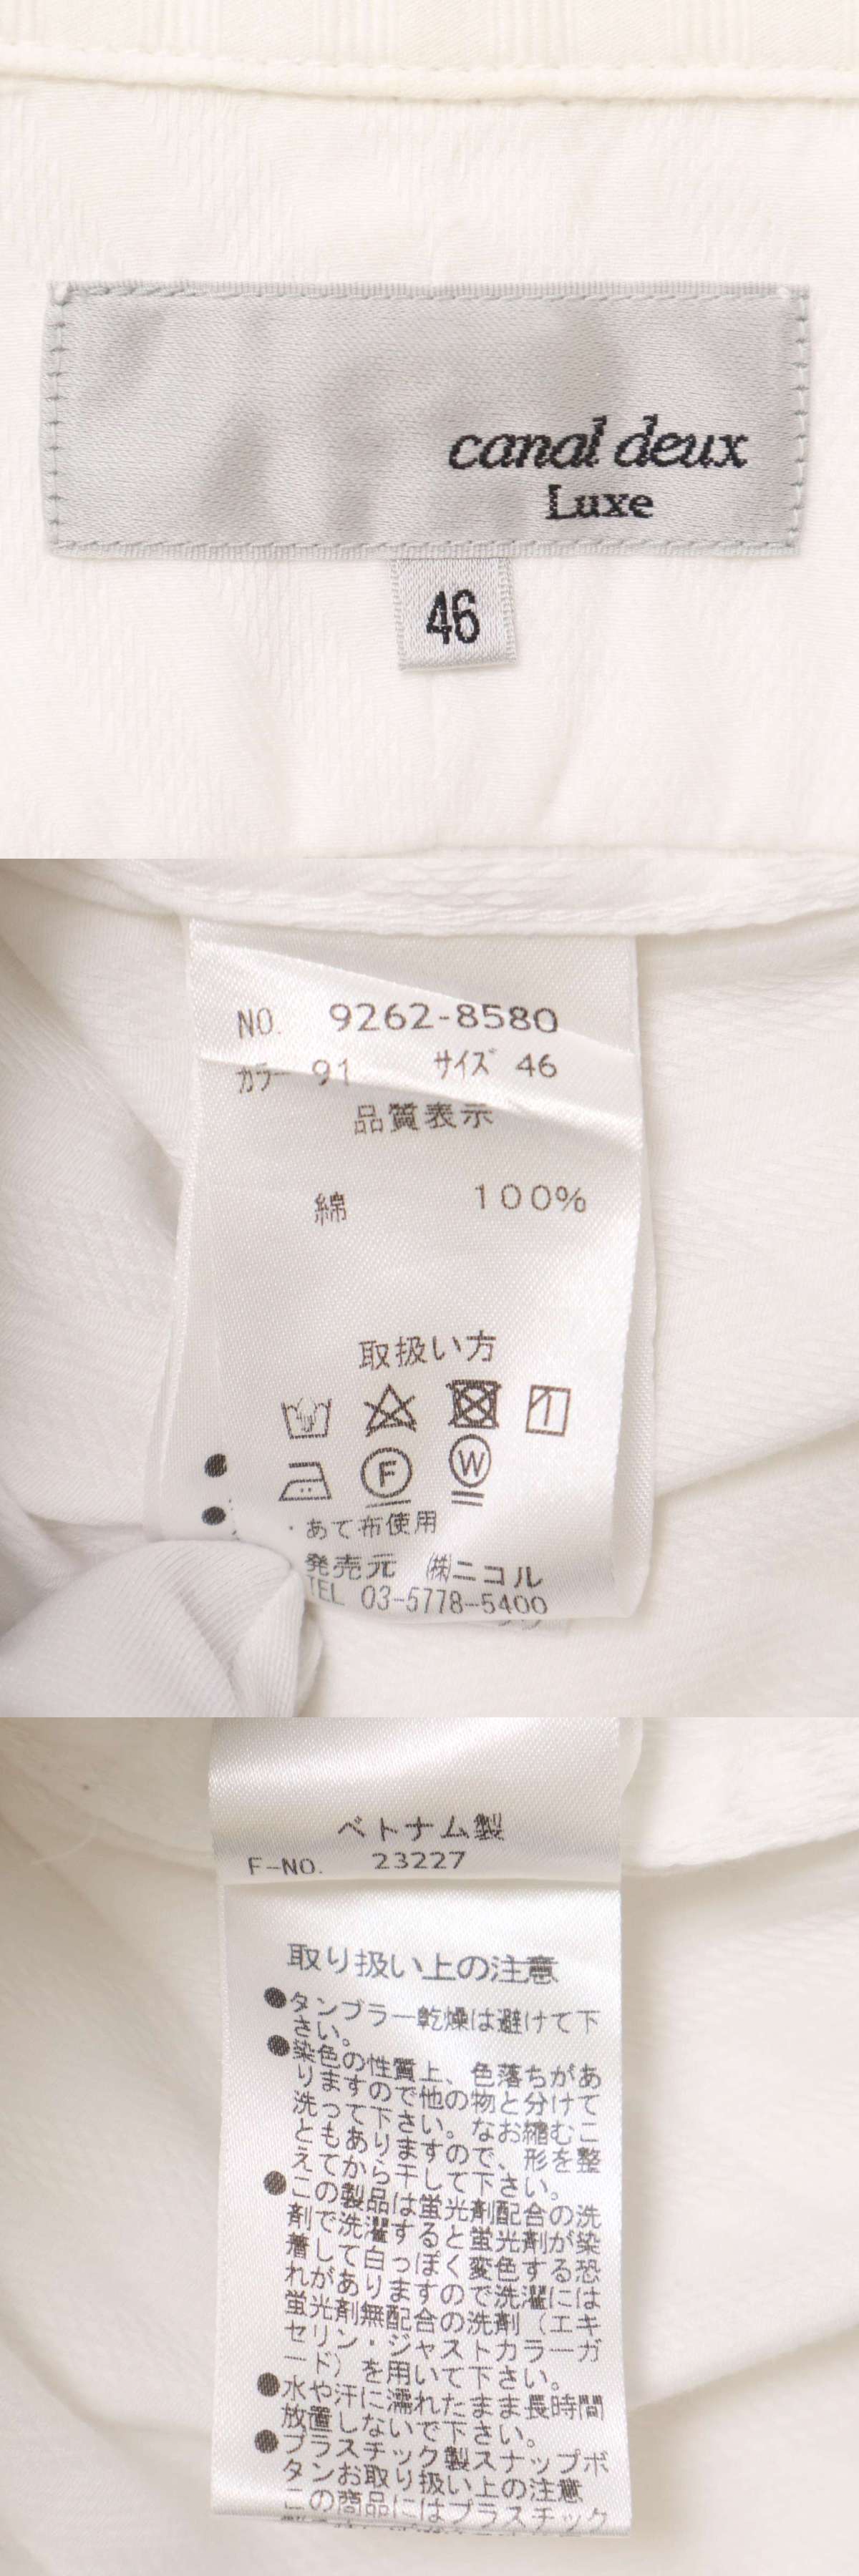 canal deux
Luxe
46
NO. 9262-8580
カラー 91 サイズ 46
品質表示
綿 100%
取扱い方
F W
・あて布使用
発売元 ㈱ニコル
TEL 03-5778-5400
ベトナム製
F-NO. 23227
取り扱い上の注意
●タンブラー乾燥は避けて下
さい。
●染色の性質上、色落ちがあ
りますので他の物と分けて
洗って下さい。なお縮むこ
ともありますので、形を整
えてから干して下さい。
●この製品は蛍光剤配合の洗
剤で洗濯すると蛍光剤が染
着して白っぽく変色する恐
れがありますので洗濯には
蛍光剤無配合の洗剤（エキ
セリン・ジャストカラーガ
ード）を用いて下さい。
●水や汗に濡れたまま長時間
放置しないで下さい。
●プラスチック製スナップボ
タンお取り扱い上の注意
この商品にはプラスチック